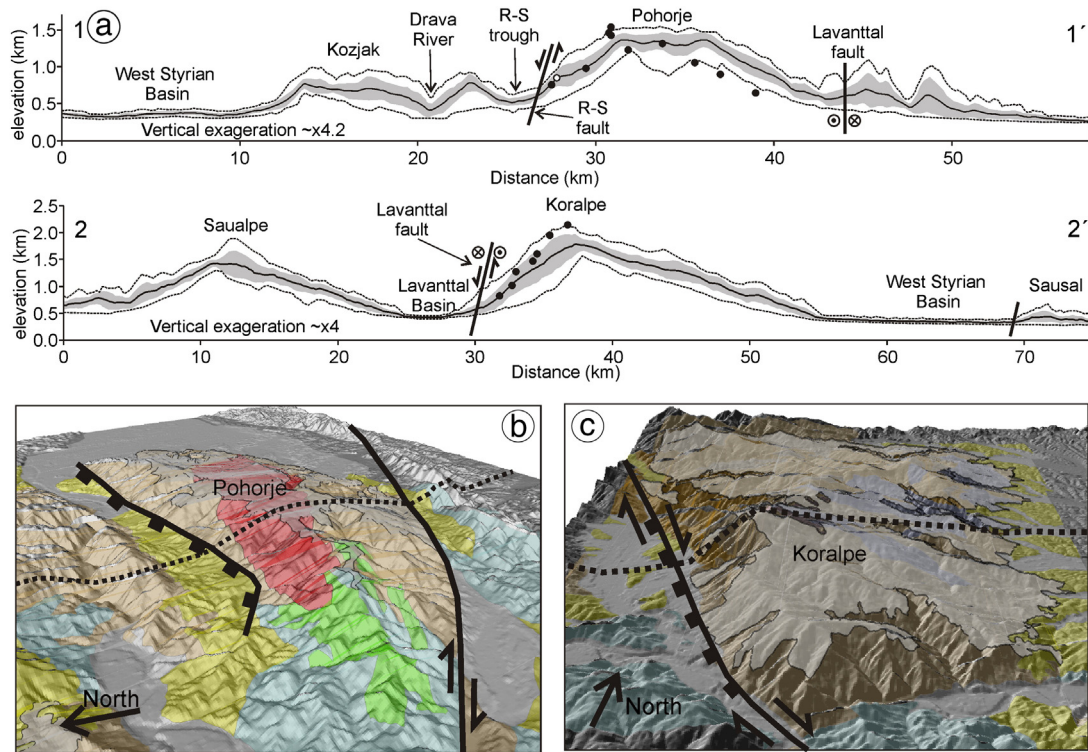 a
1
1´
elevation (km)
1.5
1.0
0.5
0.0
West Styrian
Basin
Kozjak
Drava
River
R-S
trough
Pohorje
Lavanttal
fault
R-S
fault
Vertical exageration ~x4.2
0
10
20
30
40
50
Distance (km)
2
2´
elevation (km)
2.5
2.0
1.5
1.0
0.5
0.0
Saualpe
Lavanttal
fault
Lavanttal
Basin
Koralpe
West Styrian
Basin
Sausal
Vertical exageration ~x4
0
10
20
30
40
50
60
70
Distance (km)
b
Pohorje
North
c
Koralpe
North